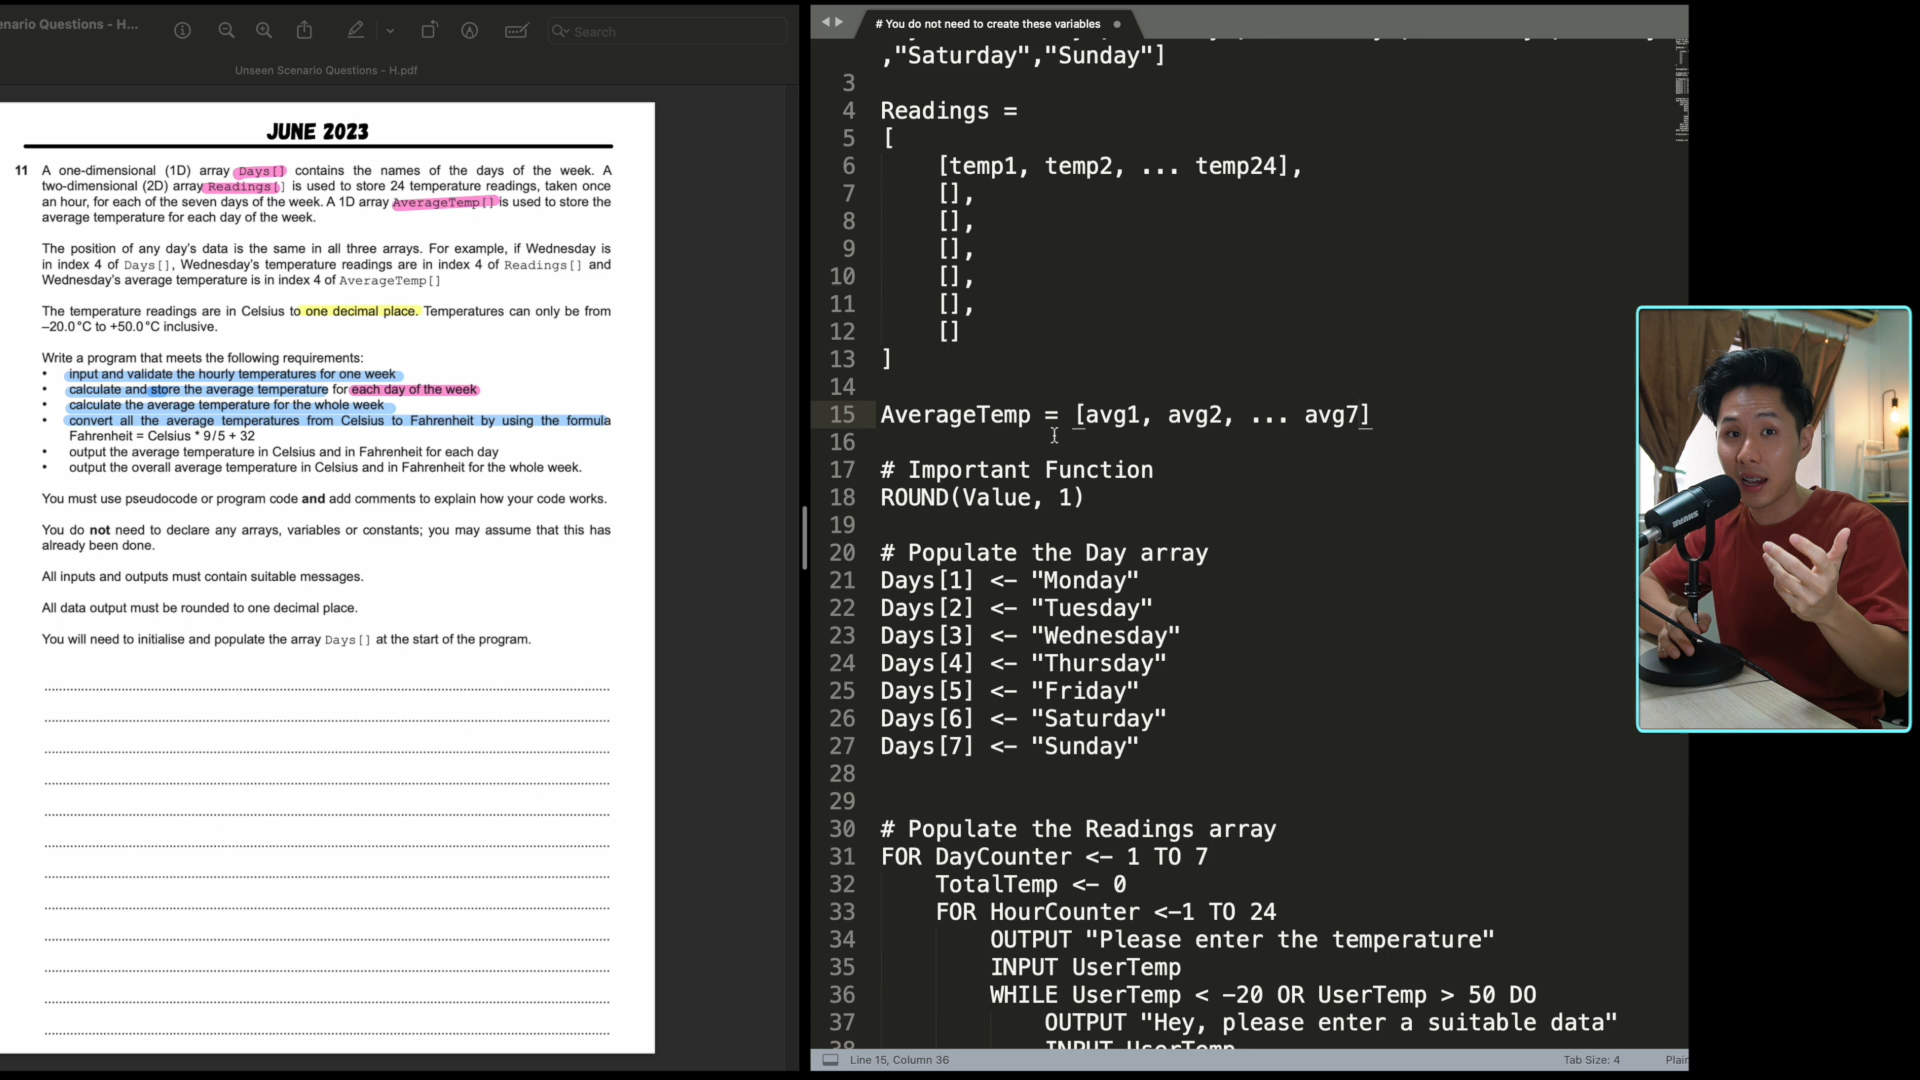 enario Questions - H...
Search
Unseen Scenario Questions - H.pdf
JUNE 2023
11 A one-dimensional (1D) array Days[] contains the names of the days of the week. A
two-dimensional (2D) array Readings[] is used to store 24 temperature readings, taken once
an hour, for each of the seven days of the week. A 1D array AverageTemp[] is used to store the
average temperature for each day of the week.
The position of any day's data is the same in all three arrays. For example, if Wednesday is
in index 4 of Days[], Wednesday's temperature readings are in index 4 of Readings[] and
Wednesday's average temperature is in index 4 of AverageTemp[]
The temperature readings are in Celsius to one decimal place. Temperatures can only be from
–20.0°C to +50.0°C inclusive.
Write a program that meets the following requirements:
• input and validate the hourly temperatures for one week
• calculate and store the average temperature for each day of the week
• calculate the average temperature for the whole week
• convert all the average temperatures from Celsius to Fahrenheit by using the formula
Fahrenheit = Celsius * 9/5 + 32
• output the average temperature in Celsius and in Fahrenheit for each day
• output the overall average temperature in Celsius and in Fahrenheit for the whole week.
You must use pseudocode or program code and add comments to explain how your code works.
You do not need to declare any arrays, variables or constants; you may assume that this has
already been done.
All inputs and outputs must contain suitable messages.
All data output must be rounded to one decimal place.
You will need to initialise and populate the array Days[] at the start of the program.
# You do not need to create these variables
,"Saturday","Sunday"]
3
4 Readings =
5 [
6 [temp1, temp2, ... temp24],
7 [],
8 [],
9 [],
10 [],
11 [],
12 []
13 ]
14
15 AverageTemp = [avg1, avg2, ... avg7]
16
17 # Important Function
18 ROUND(Value, 1)
19
20 # Populate the Day array
21 Days[1] <- "Monday"
22 Days[2] <- "Tuesday"
23 Days[3] <- "Wednesday"
24 Days[4] <- "Thursday"
25 Days[5] <- "Friday"
26 Days[6] <- "Saturday"
27 Days[7] <- "Sunday"
28
29
30 # Populate the Readings array
31 FOR DayCounter <- 1 TO 7
32 TotalTemp <- 0
33 FOR HourCounter <-1 TO 24
34 OUTPUT "Please enter the temperature"
35 INPUT UserTemp
36 WHILE UserTemp < -20 OR UserTemp > 50 DO
37 OUTPUT "Hey, please enter a suitable data"
38 INPUT UserTemp
Line 15, Column 36
Tab Size: 4
Plain
SHURE